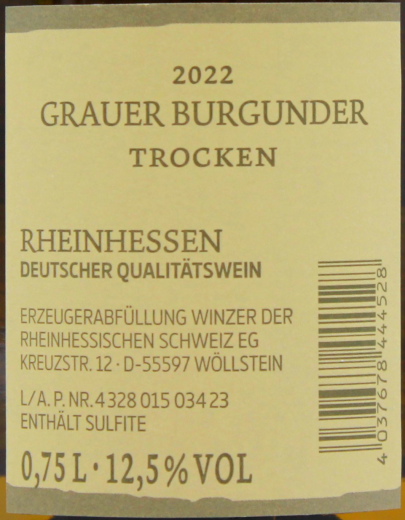 2022
GRAUER BURGUNDER
TROCKEN
RHEINHESSEN
DEUTSCHER QUALITÄTSWEIN
ERZEUGERABFÜLLUNG WINZER DER
RHEINHESSISCHEN SCHWEIZ EG
KREUZSTR. 12 · D-55597 WÖLLSTEIN
L/A. P. NR. 4 328 015 034 23
ENTHÄLT SULFITE
0,75 L · 12,5 % VOL
4 037678 444528